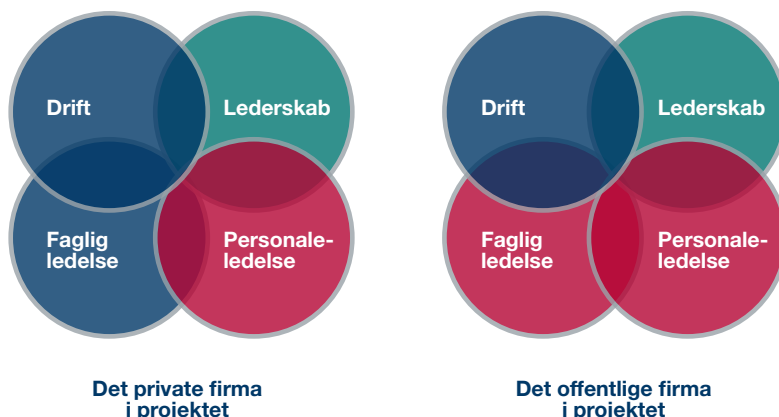 Drift
Lederskab
Faglig
ledelse
Personale-
ledelse
Det private firma
i projektet
Drift
Lederskab
Faglig
ledelse
Personale-
ledelse
Det offentlige firma
i projektet